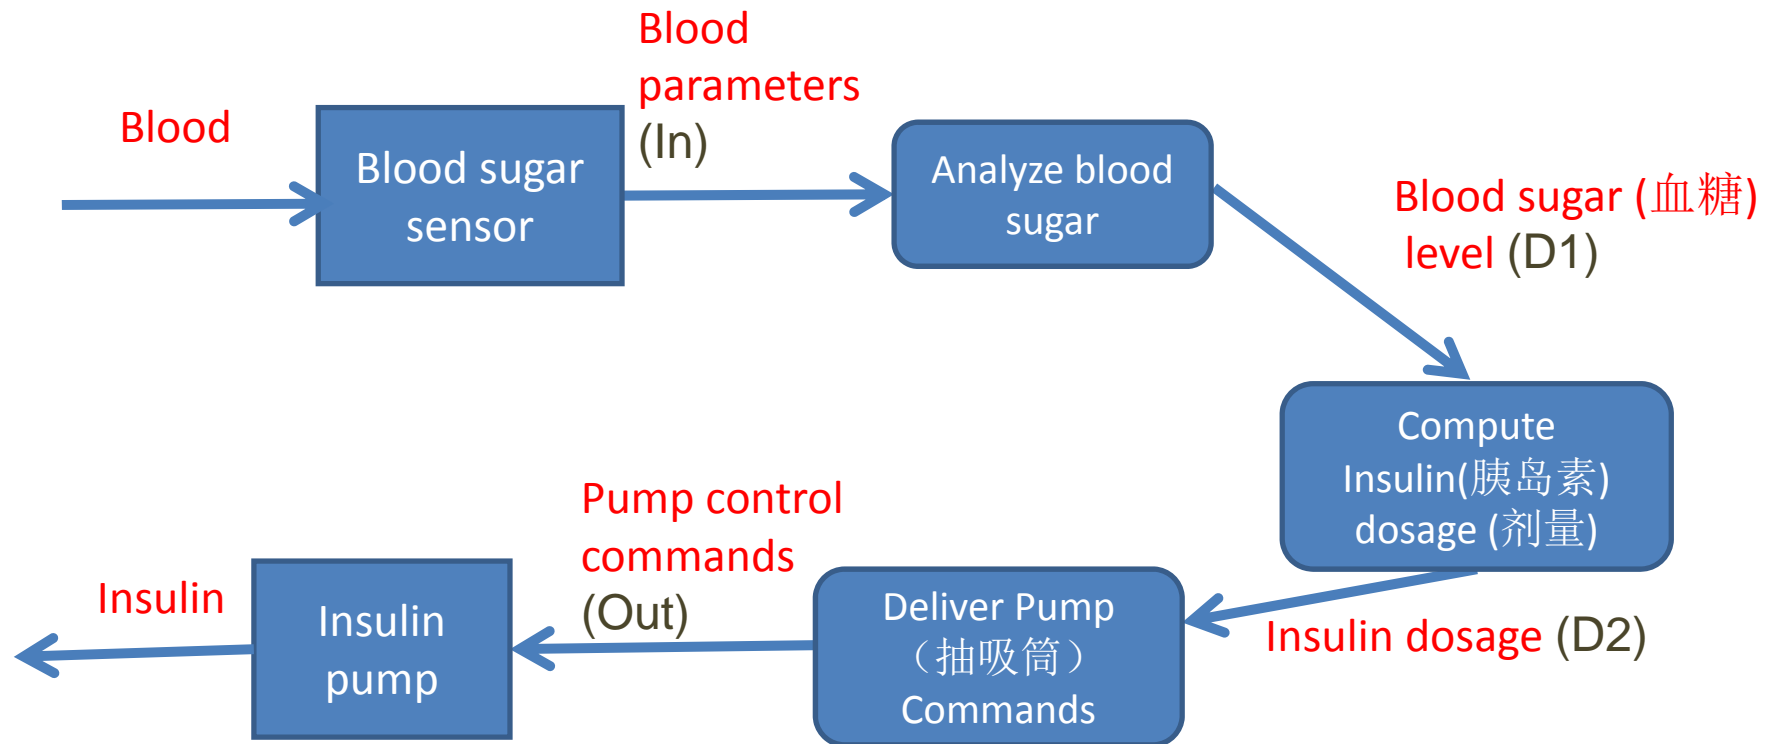 Blood
Blood sugar
sensor
Blood
parameters
(In)
Analyze blood
sugar
Blood sugar (血糖)
level (D1)
Compute
Insulin(胰岛素)
dosage (剂量)
Insulin dosage (D2)
Deliver Pump
（抽吸筒）
Commands
Pump control
commands
(Out)
Insulin
pump
Insulin